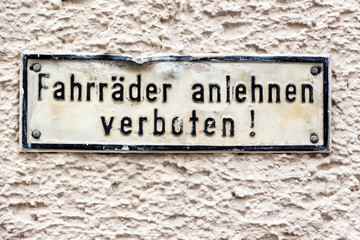 Fahrräder anlehnen
verboten !